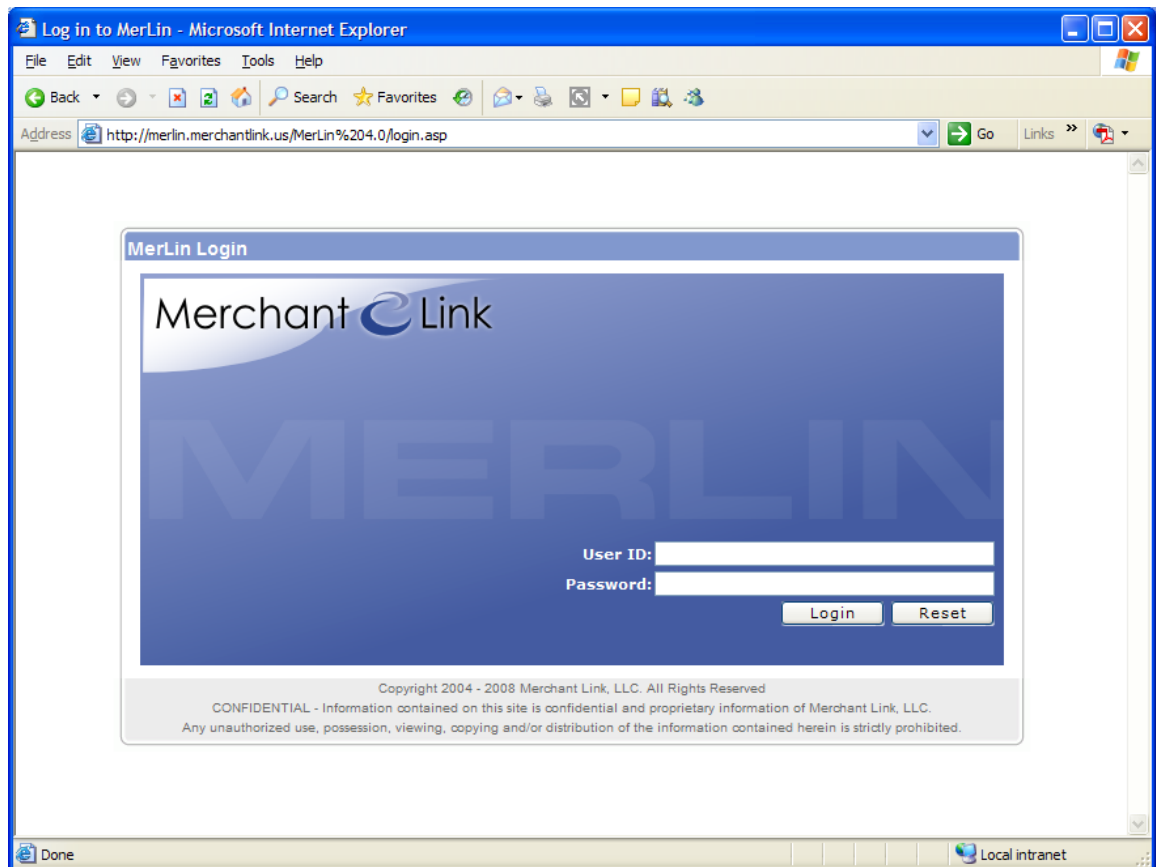 Log in to MerLin - Microsoft Internet Explorer
File Edit View Favorites Tools Help
Back Search Favorites
Address http://merlin.merchantlink.us/MerLin%204.0/login.asp Go Links »
MerLin Login
Merchant Link
MERLIN
User ID:
Password:
Login Reset
Copyright 2004 - 2008 Merchant Link, LLC. All Rights Reserved
CONFIDENTIAL - Information contained on this site is confidential and proprietary information of Merchant Link, LLC.
Any unauthorized use, possession, viewing, copying and/or distribution of the information contained herein is strictly prohibited.
Done Local intranet